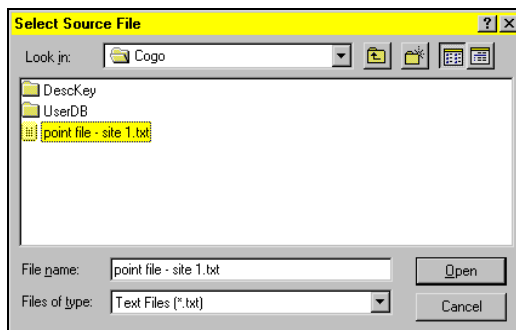 Select Source File
Look in: Cogo
DescKey
UserDB
point file - site 1.txt
File name: point file - site 1.txt Open
Files of type: Text Files (*.txt) Cancel